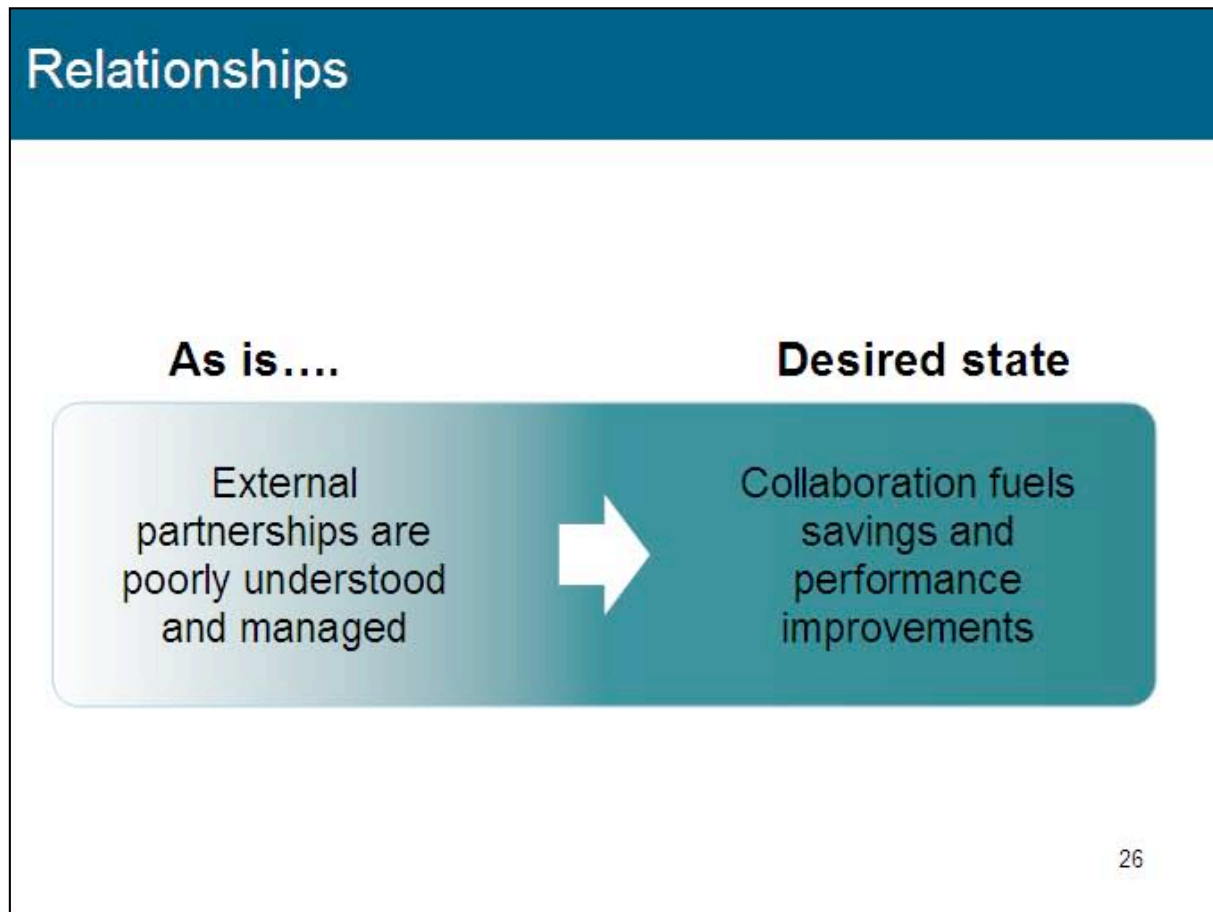 Relationships
As is....
Desired state
External
partnerships are
poorly understood
and managed
Collaboration fuels
savings and
performance
improvements
26